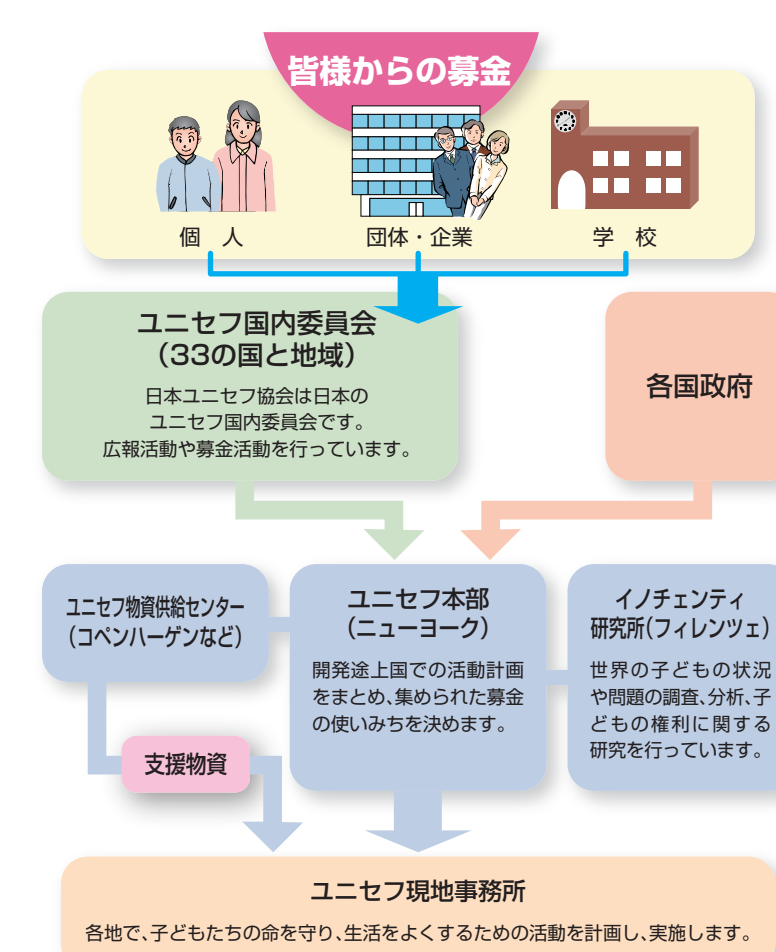 皆様からの募金
個 人
団体・企業
学 校
ユニセフ国内委員会
（33の国と地域）
日本ユニセフ協会は日本の
ユニセフ国内委員会です。
広報活動や募金活動を行っています。
各国政府
ユニセフ物資供給センター
（コペンハーゲンなど）
ユニセフ本部
（ニューヨーク）
開発途上国での活動計画
をまとめ、集められた募金
の使いみちを決めます。
イノチェンティ
研究所（フィレンツェ）
世界の子どもの状況
や問題の調査、分析、子
どもの権利に関する
研究を行っています。
支援物資
ユニセフ現地事務所
各地で、子どもたちの命を守り、生活をよくするための活動を計画し、実施します。